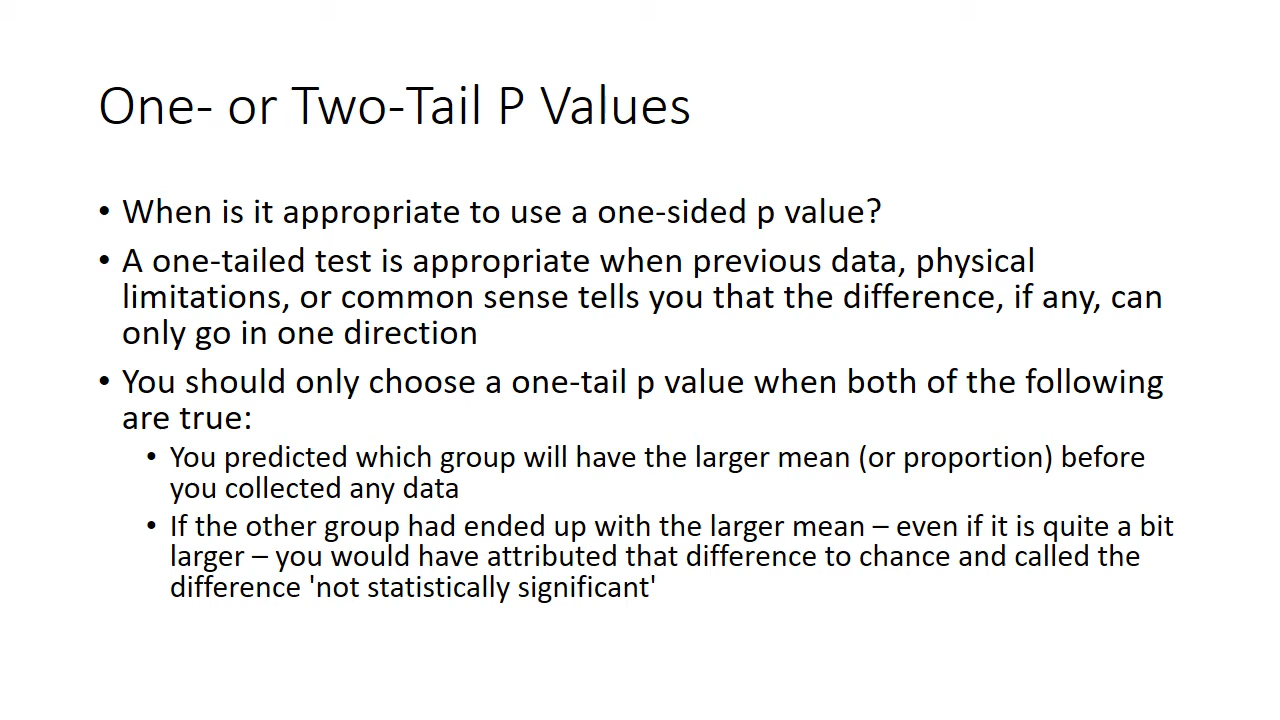 One- or Two-Tail P Values
• When is it appropriate to use a one-sided p value?
• A one-tailed test is appropriate when previous data, physical
limitations, or common sense tells you that the difference, if any, can
only go in one direction
• You should only choose a one-tail p value when both of the following
are true:
• You predicted which group will have the larger mean (or proportion) before
you collected any data
• If the other group had ended up with the larger mean – even if it is quite a bit
larger – you would have attributed that difference to chance and called the
difference 'not statistically significant'